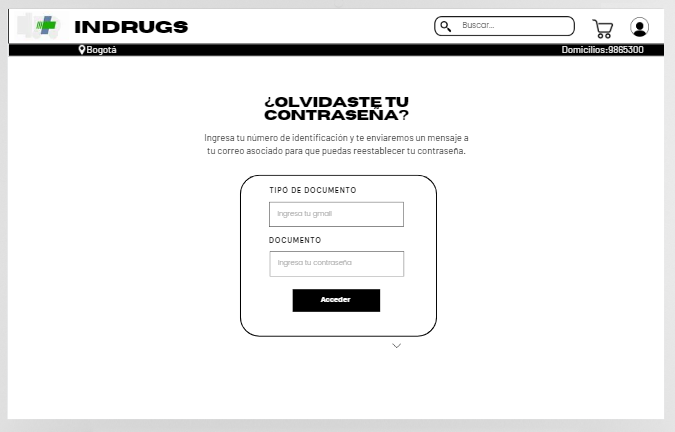 INDRUGS
Buscar...
Bogotá
Domicilios:9865300
¿OLVIDASTE TU
CONTRASEÑA?
Ingresa tu número de identificación y te enviaremos un mensaje a
tu correo asociado para que puedas reestablecer tu contraseña.
TIPO DE DOCUMENTO
Ingresa tu gmail
DOCUMENTO
Ingresa tu contraseña
Acceder